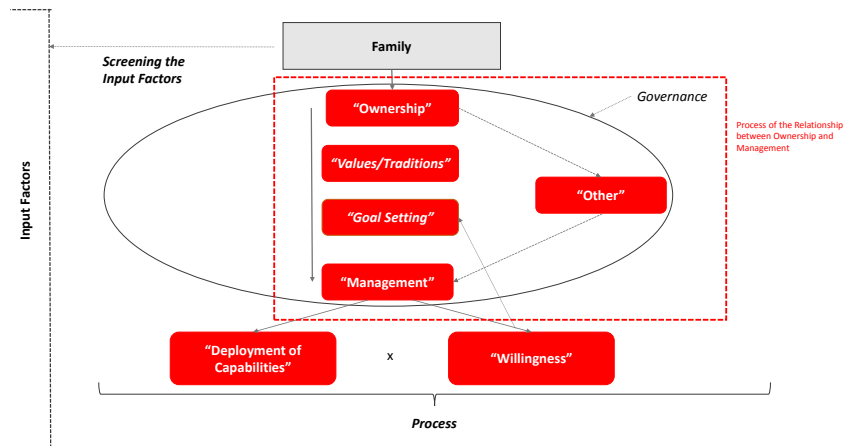 Family
Screening the
Input Factors
“Ownership”
Governance
Process of the Relationship
between Ownership and
Management
“Values/Traditions”
“Other”
“Goal Setting”
Input Factors
“Management”
“Deployment of
Capabilities”
x
“Willingness”
Process